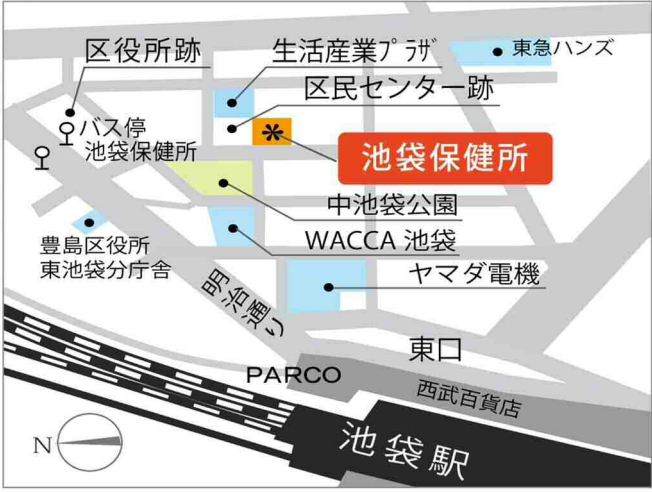 区役所跡
生活産業プラザ
東急ハンズ
区民センター跡
バス停
池袋保健所
池袋保健所
中池袋公園
豊島区役所
東池袋分庁舎
WACCA 池袋
ヤマダ電機
明治通り
東口
PARCO
西武百貨店
池袋駅
N